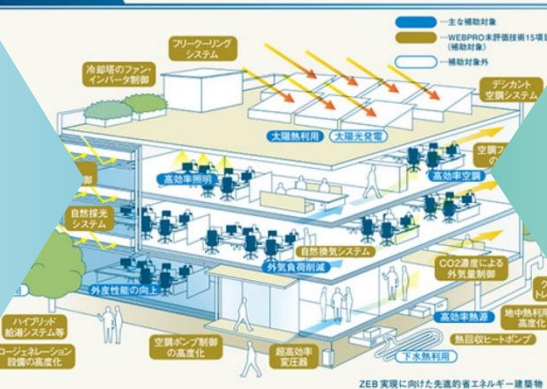 …主な補助対象
…WEBPRO未評価技術15項目
(補助対象)
…補助対象外
フリークーリング
システム
冷却塔のファン・
インバータ制御
デシカント
空調システム
太陽熱利用
太陽光発電
空調フ
の
高効率照明
高効率空調
御
自然採光
システム
自然換気システム
外気負荷削減
CO2濃度による
外気量制御
外皮性能の向上
高効率熱源
地中熱利用
高度化
ハイブリッド
給湯システム等
空調ポンプ制御
の高度化
超高効率
変圧器
熱回収ヒートポンプ
下水熱利用
コージェネレーション
設備の高度化
ZEB 実現に向けた先進的省エネルギー建築物